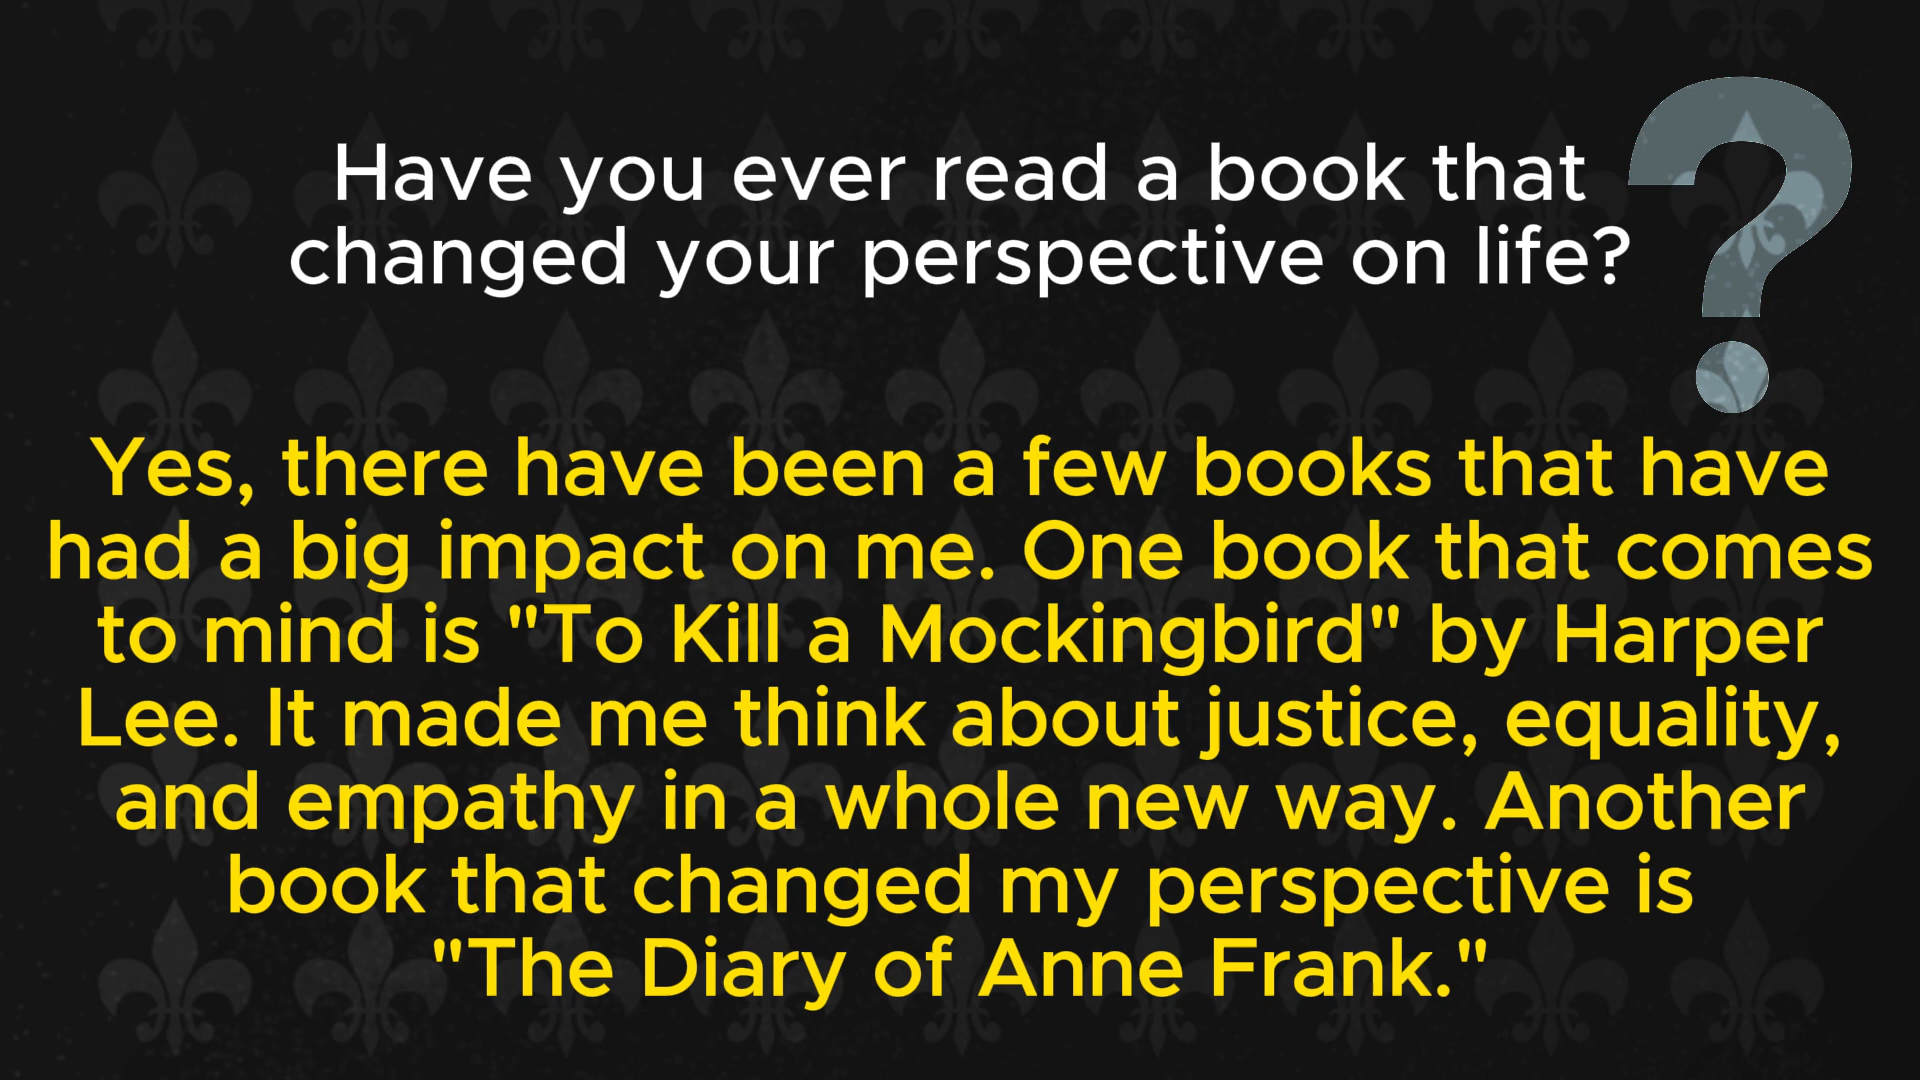 Have you ever read a book that
changed your perspective on life?
?
Yes, there have been a few books that have
had a big impact on me. One book that comes
to mind is "To Kill a Mockingbird" by Harper
Lee. It made me think about justice, equality,
and empathy in a whole new way. Another
book that changed my perspective is
"The Diary of Anne Frank."